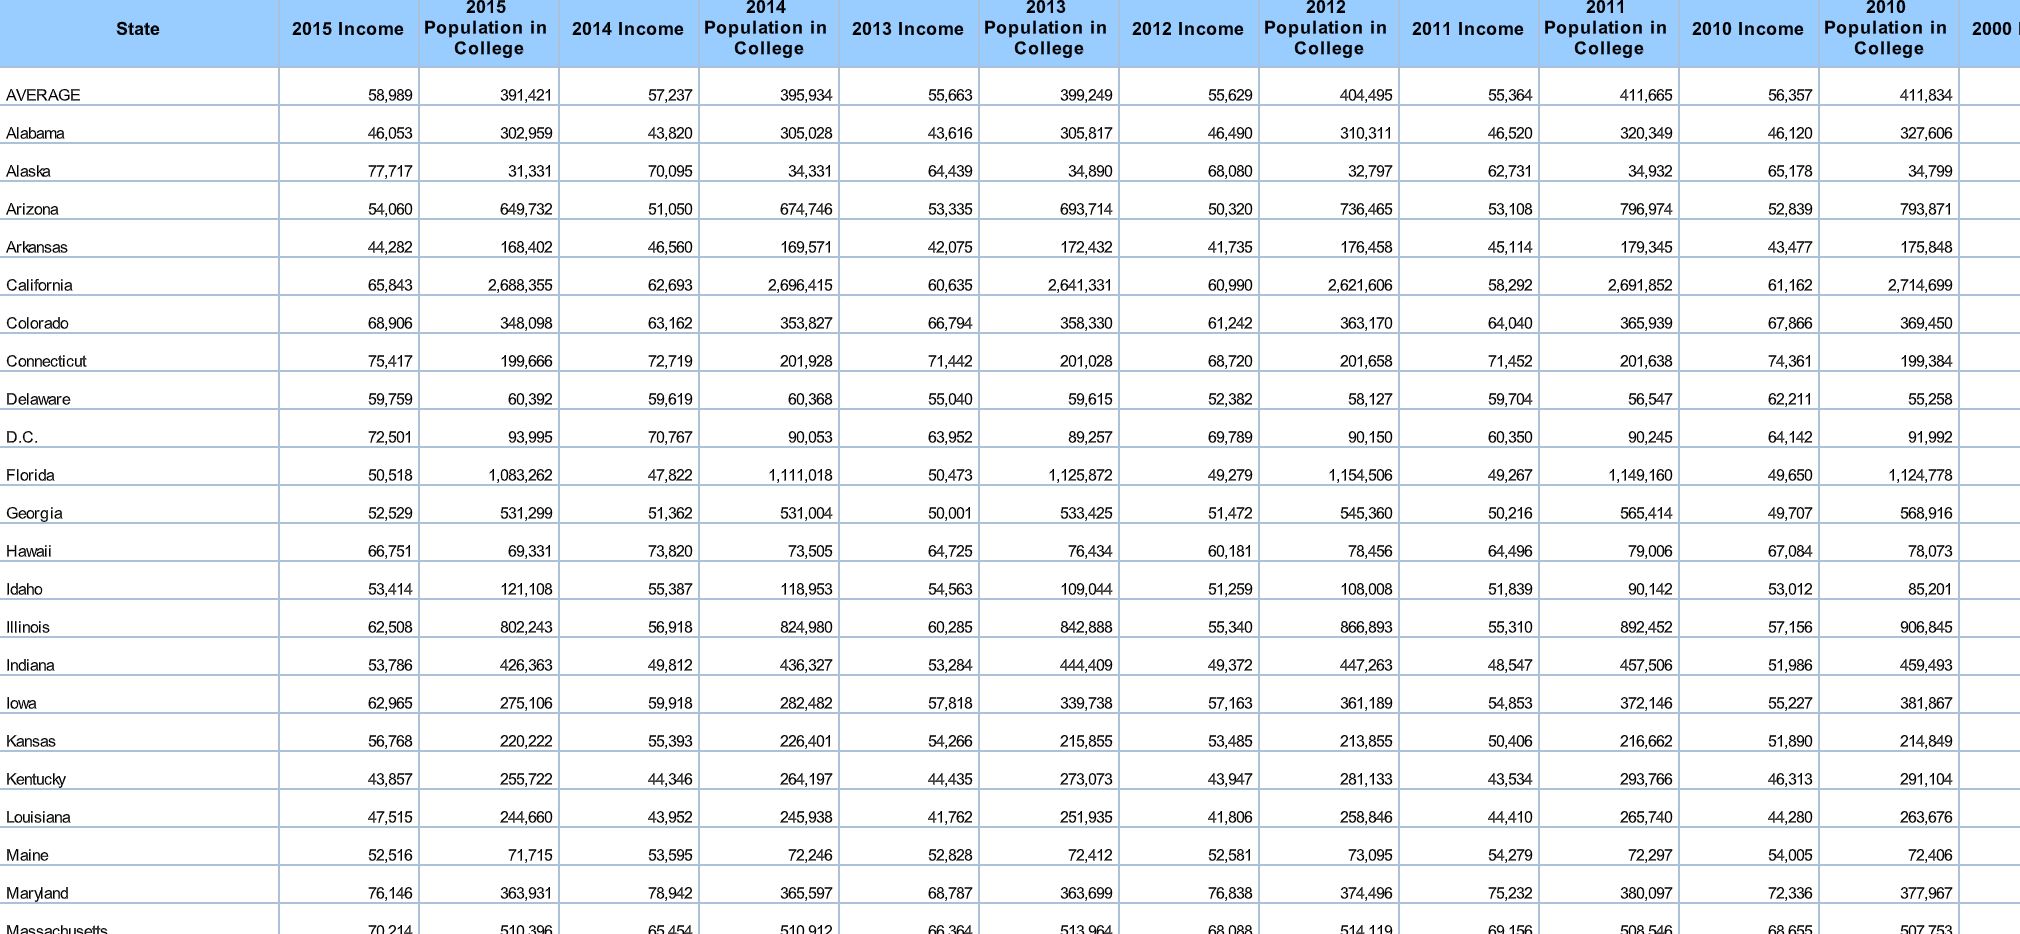 State 2015 Income 2015 Population in College 2014 Income 2014 Population in College 2013 Income 2013 Population in College 2012 Income 2012 Population in College 2011 Income 2011 Population in College 2010 Income 2010 Population in College 2000
AVERAGE 58,989 391,421 57,237 395,934 55,663 399,249 55,629 404,495 55,364 411,665 56,357 411,834
Alabama 46,053 302,959 43,820 305,028 43,616 305,817 46,490 310,311 46,520 320,349 46,120 327,606
Alaska 77,717 31,331 70,095 34,331 64,439 34,890 68,080 32,797 62,731 34,932 65,178 34,799
Arizona 54,060 649,732 51,050 674,746 53,335 693,714 50,320 736,465 53,108 796,974 52,839 793,871
Arkansas 44,282 168,402 46,560 169,571 42,075 172,432 41,735 176,458 45,114 179,345 43,477 175,848
California 65,843 2,688,355 62,693 2,696,415 60,635 2,641,331 60,990 2,621,606 58,292 2,691,852 61,162 2,714,699
Colorado 68,906 348,098 63,162 353,827 66,794 358,330 61,242 363,170 64,040 365,939 67,866 369,450
Connecticut 75,417 199,666 72,719 201,928 71,442 201,028 68,720 201,658 71,452 201,638 74,361 199,384
Delaware 59,759 60,392 59,619 60,368 55,040 59,615 52,382 58,127 59,704 56,547 62,211 55,258
D.C. 72,501 93,995 70,767 90,053 63,952 89,257 69,789 90,150 60,350 90,245 64,142 91,992
Florida 50,518 1,083,262 47,822 1,111,018 50,473 1,125,872 49,279 1,154,506 49,267 1,149,160 49,650 1,124,778
Georgia 52,529 531,299 51,362 531,004 50,001 533,425 51,472 545,360 50,216 565,414 49,707 568,916
Hawaii 66,751 69,331 73,820 73,505 64,725 76,434 60,181 78,456 64,496 79,006 67,084 78,073
Idaho 53,414 121,108 55,387 118,953 54,563 109,044 51,259 108,008 51,839 90,142 53,012 85,201
Illinois 62,508 802,243 56,918 824,980 60,285 842,888 55,340 866,893 55,310 892,452 57,156 906,845
Indiana 53,786 426,363 49,812 436,327 53,284 444,409 49,372 447,263 48,547 457,506 51,986 459,493
Iowa 62,965 275,106 59,918 282,482 57,818 339,738 57,163 361,189 54,853 372,146 55,227 381,867
Kansas 56,768 220,222 55,393 226,401 54,266 215,855 53,485 213,855 50,406 216,662 51,890 214,849
Kentucky 43,857 255,722 44,346 264,197 44,435 273,073 43,947 281,133 43,534 293,766 46,313 291,104
Louisiana 47,515 244,660 43,952 245,938 41,762 251,935 41,806 258,846 44,410 265,740 44,280 263,676
Maine 52,516 71,715 53,595 72,246 52,828 72,412 52,581 73,095 54,279 72,297 54,005 72,406
Maryland 76,146 363,931 78,942 365,597 68,787 363,699 76,838 374,496 75,232 380,097 72,336 377,967
Massachusetts 70,214 510,396 65,454 510,912 66,364 513,964 68,088 514,119 69,156 508,546 68,655 507,753